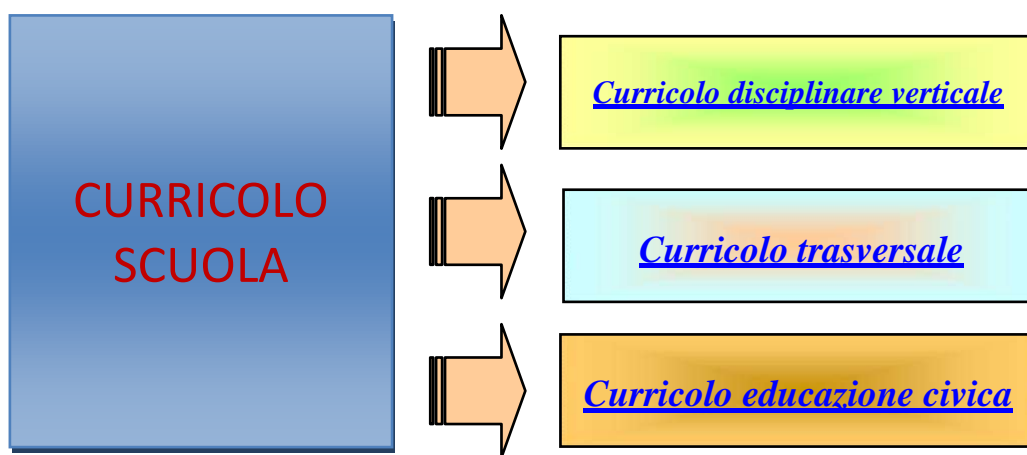 CURRICOLO
SCUOLA
Curricolo disciplinare verticale
Curricolo trasversale
Curricolo educazione civica